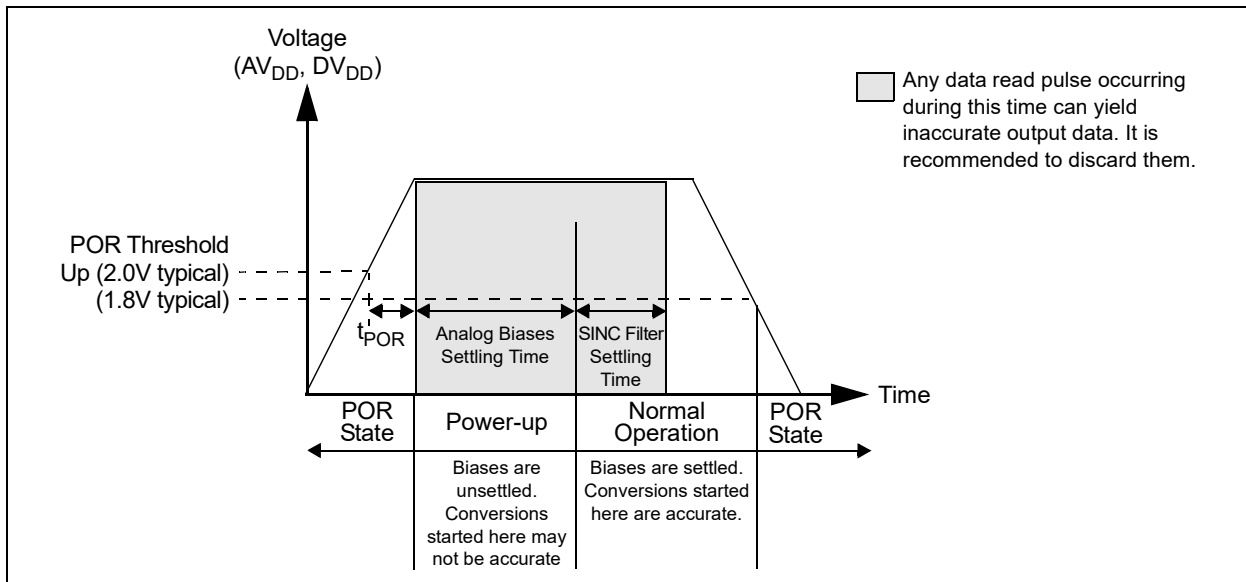 Voltage
(AVDD, DVDD)
Any data read pulse occurring
during this time can yield
inaccurate output data. It is
recommended to discard them.
POR Threshold
Up (2.0V typical)
(1.8V typical)
tPOR
Analog Biases
Settling Time
SINC Filter
Settling
Time
Time
POR
State
Power-up
Normal
Operation
POR
State
Biases are
unsettled.
Conversions
started here may
not be accurate
Biases are settled.
Conversions started
here are accurate.